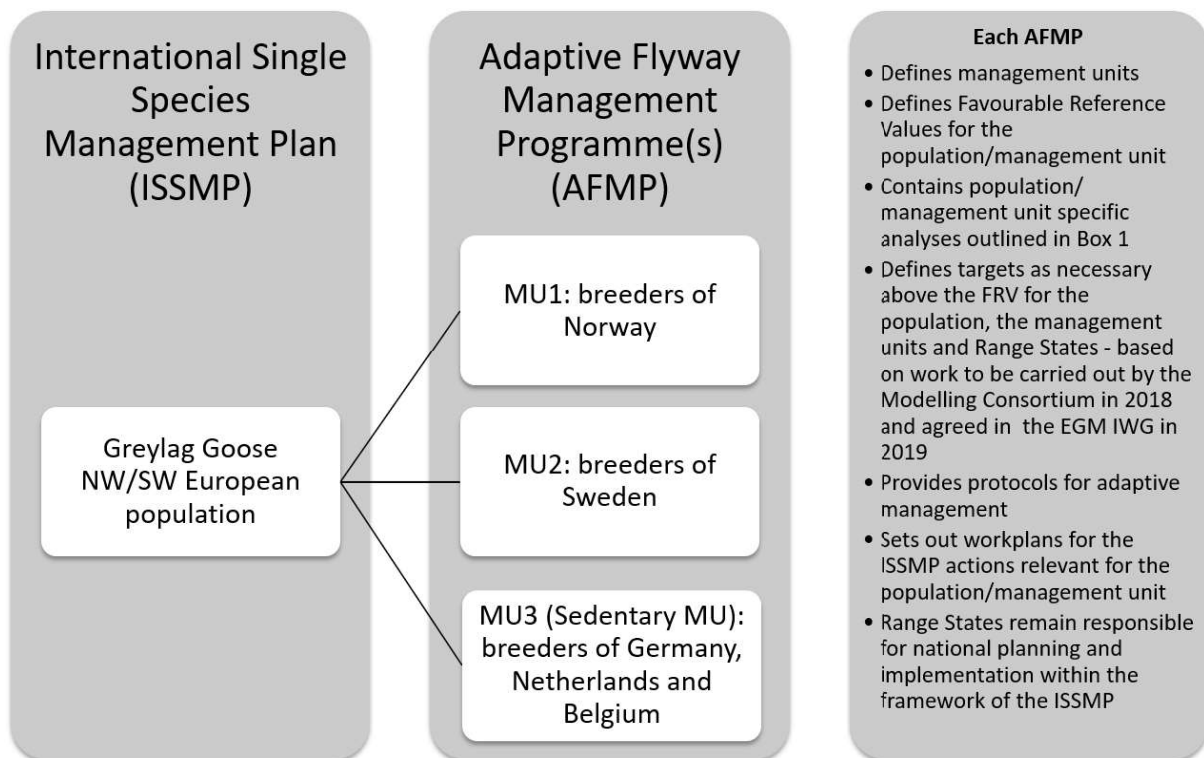 International Single
Species
Management Plan
(ISSMP)
Greylag Goose
NW/SW European
population
Adaptive Flyway
Management
Programme(s)
(AFMP)
MU1: breeders of
Norway
MU2: breeders of
Sweden
MU3 (Sedentary MU):
breeders of Germany,
Netherlands and
Belgium
Each AFMP
• Defines management units
• Defines Favourable Reference
Values for the
population/management unit
• Contains population/
management unit specific
analyses outlined in Box 1
• Defines targets as necessary
above the FRV for the
population, the management
units and Range States - based
on work to be carried out by the
Modelling Consortium in 2018
and agreed in the EGM IWG in
2019
• Provides protocols for adaptive
management
• Sets out workplans for the
ISSMP actions relevant for the
population/management unit
• Range States remain responsible
for national planning and
implementation within the
framework of the ISSMP